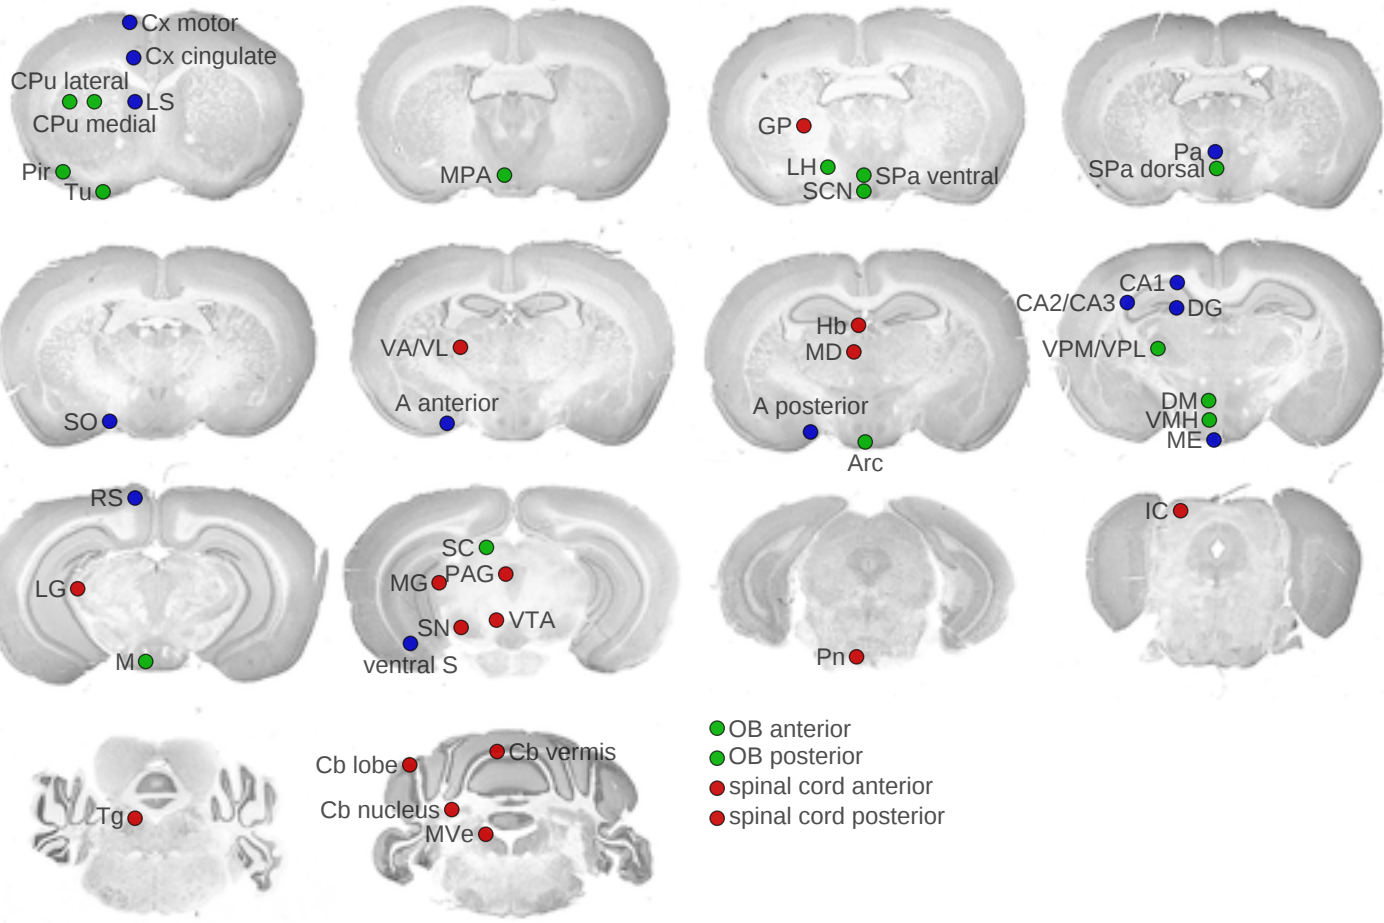 Cx motor
Cx cingulate
CPu lateral
LS
CPu medial
Pir
Tu
MPA
GP
LH
SPa ventral
SCN
Pa
SPa dorsal
SO
VA/VL
A anterior
Hb
MD
A posterior
Arc
CA1
CA2/CA3
DG
VPM/VPL
DM
VMH
ME
RS
LG
M
SC
MG
PAG
SN
VTA
ventral S
Pn
IC
Tg
Cb lobe
Cb vermis
Cb nucleus
MVe
OB anterior
OB posterior
spinal cord anterior
spinal cord posterior